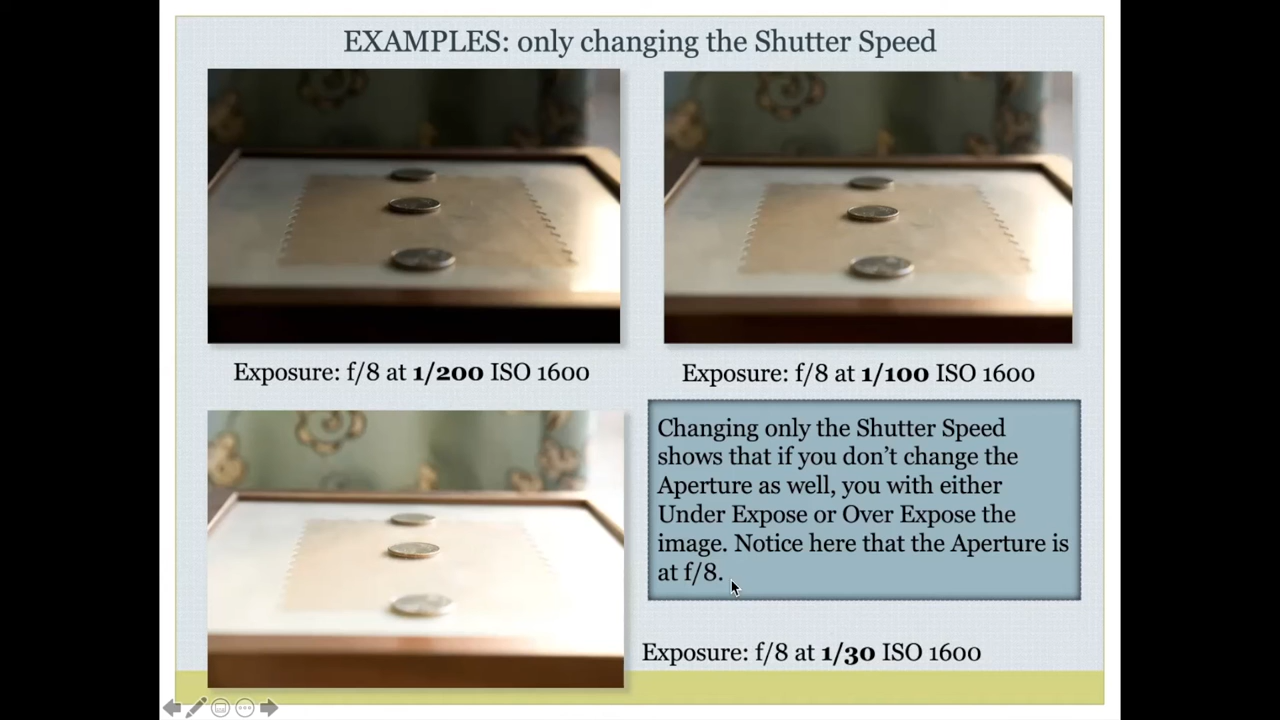 EXAMPLES: only changing the Shutter Speed
Exposure: f/8 at 1/200 ISO 1600
Exposure: f/8 at 1/100 ISO 1600
Changing only the Shutter Speed
shows that if you don’t change the
Aperture as well, you with either
Under Expose or Over Expose the
image. Notice here that the Aperture is
at f/8.
Exposure: f/8 at 1/30 ISO 1600